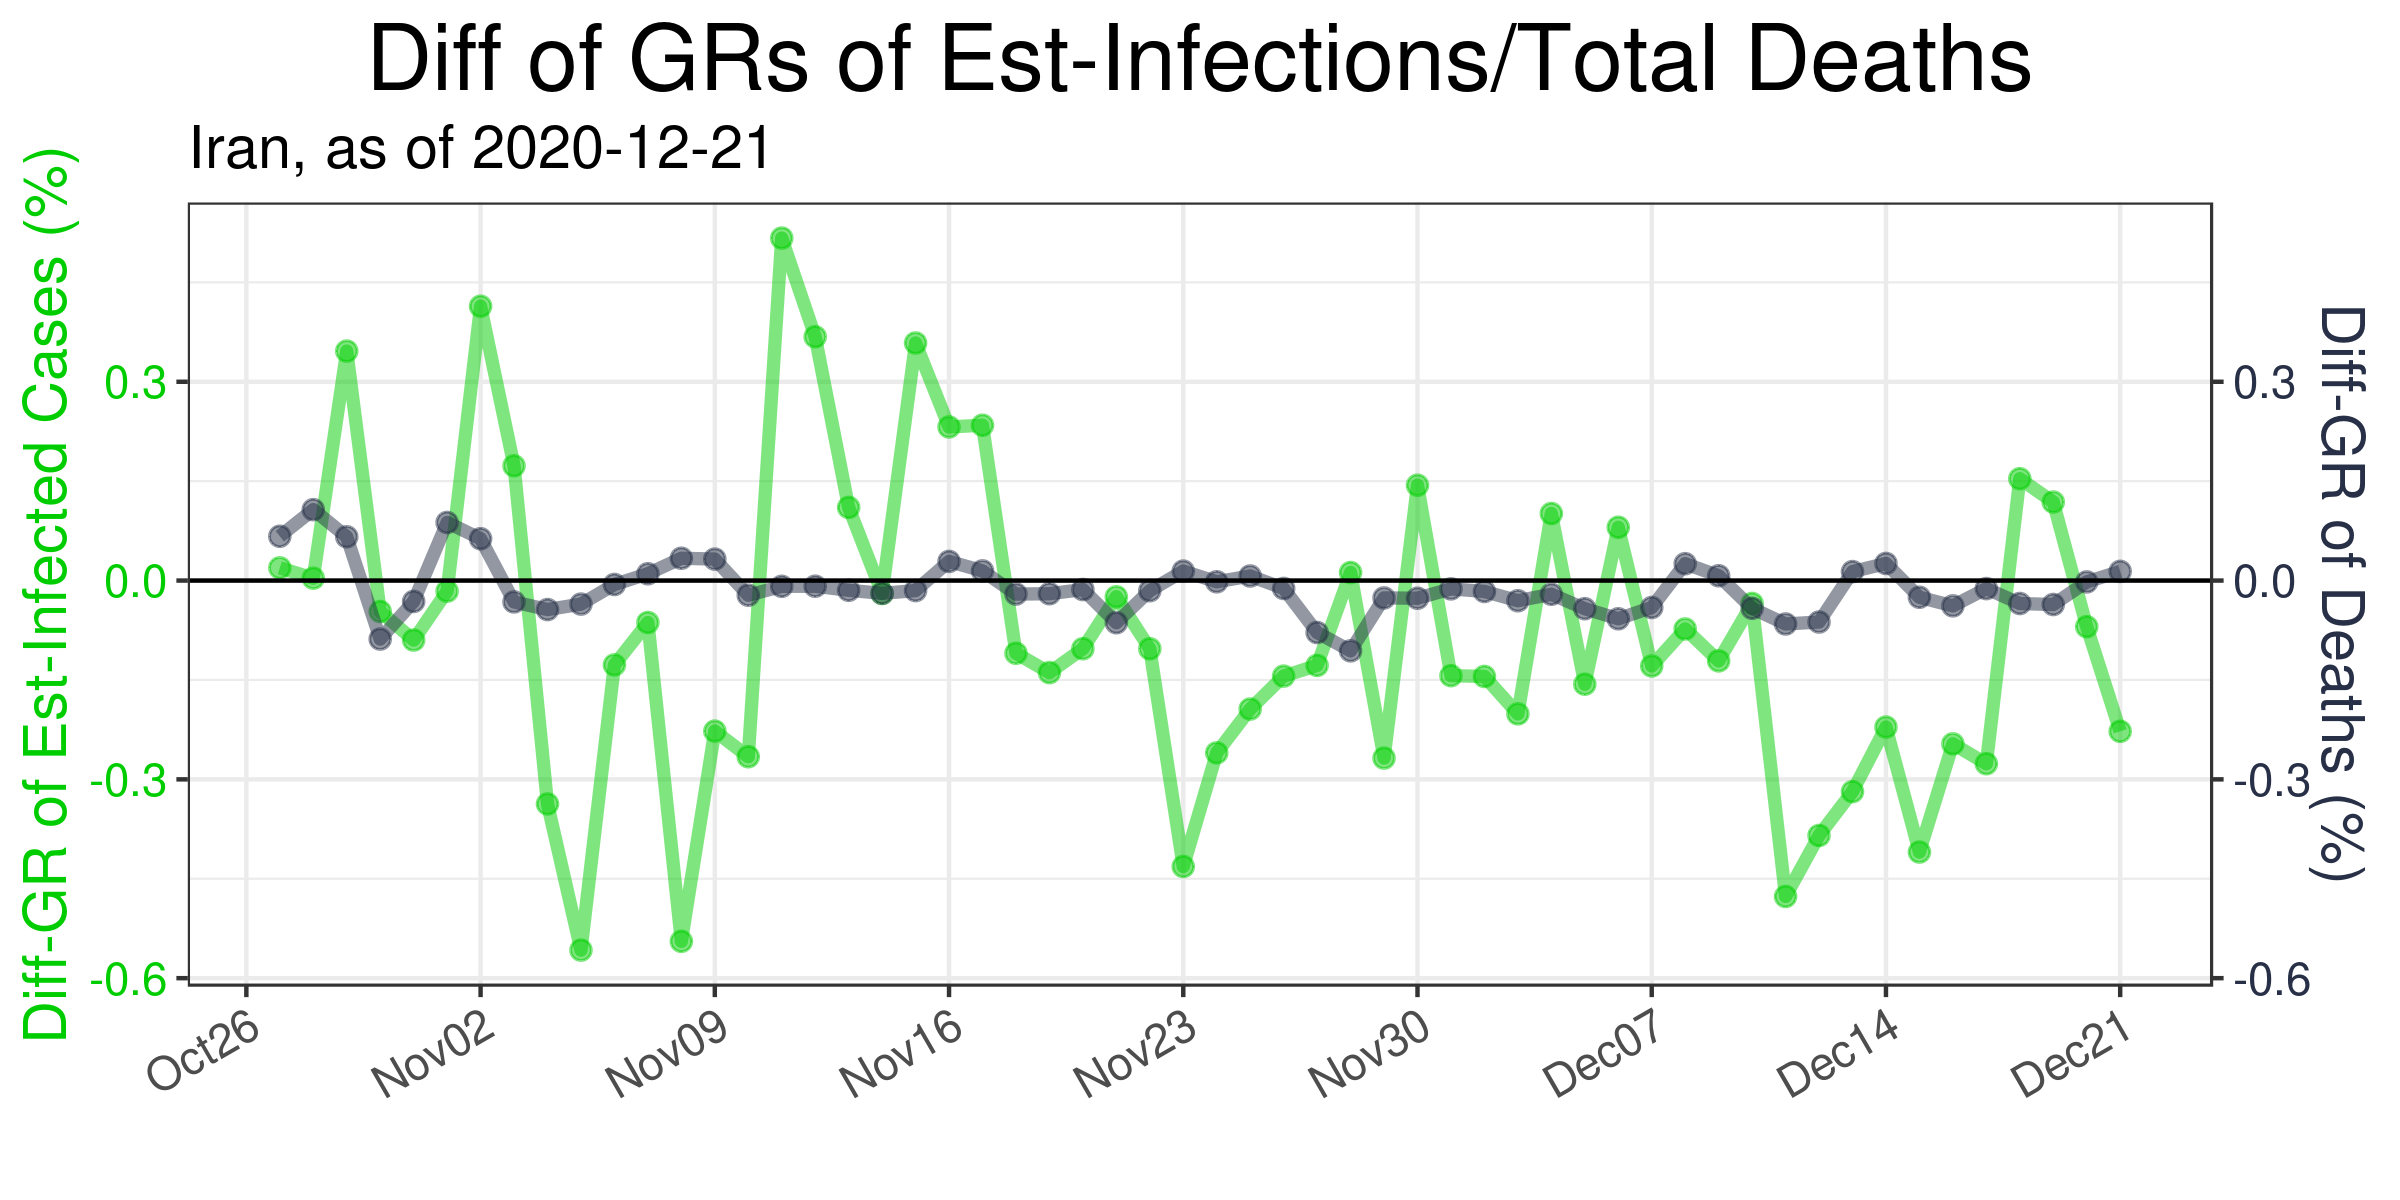 Diff of GRs of Est-Infections/Total Deaths
Iran, as of 2020-12-21
Diff-GR of Est-Infected Cases (%)
0.3
0.0
-0.3
-0.6
0.3
0.0
-0.3
-0.6
Diff-GR of Deaths (%)
Oct26
Nov02
Nov09
Nov16
Nov23
Nov30
Dec07
Dec14
Dec21